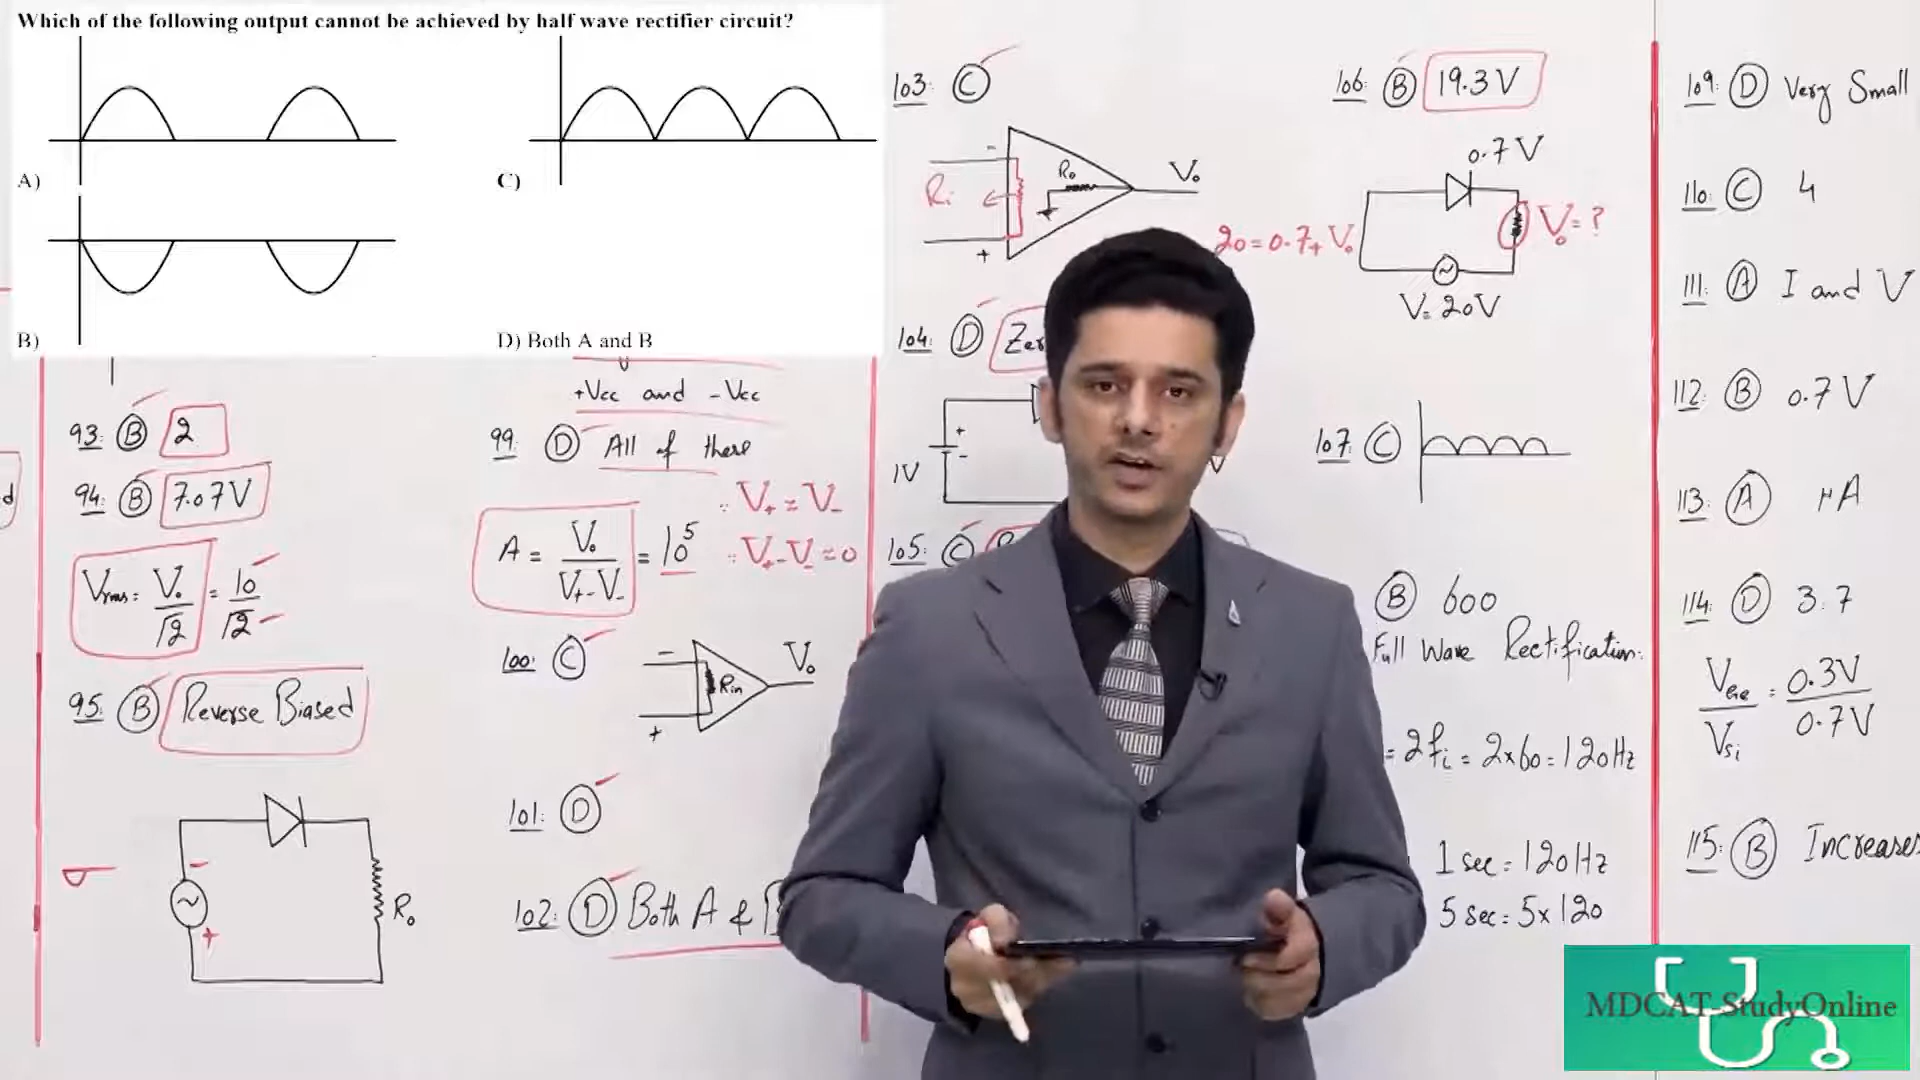 Which of the following output cannot be achieved by half wave rectifier circuit?
A)
C)
B)
D) Both A and B
93: B 2
94: B 7.07V
Vrms = V₀/√2 = 10/√2
95: B Reverse Biased
- +
R₀
+Vcc and -Vcc
99: D All of these
A = V₀/(V₊-V₋) = 10⁵
∵ V₊ = V₋
∵ V₊-V₋ = 0
100: C
- +
Rin
V₀
101: D
102: D Both A &
103: C
- +
Ri
R₀
V₀
104: D
+ -
1V
105: C
106: B 19.3V
0.7V
20 = 0.7 + V₀
V₀ = ?
V = 20V
107: C
B 600
Full Wave Rectification:
= 2fi = 2×60 = 120Hz
1 sec = 120Hz
5 sec = 5×120
109: D Very Small
110: C 4
111: A I and V
112: B 0.7V
113: A μA
114: D 3.7
0.3V/0.7V
115: B Increases
MDCAT StudyOnline